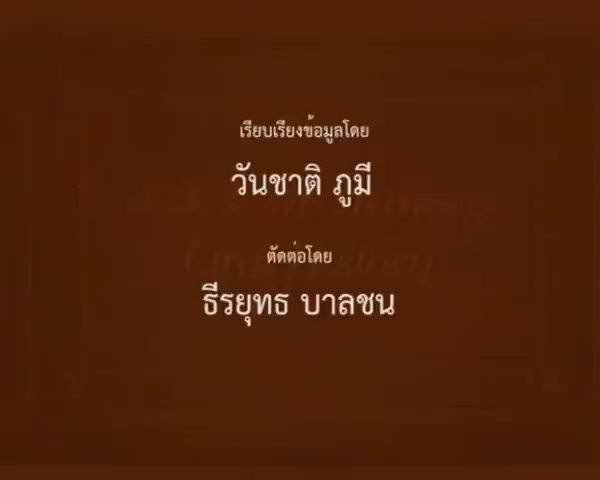 เรียบเรียงข้อมูลโดย
วันชาติ ภูมี
ตัดต่อโดย
ธีรยุทธ บาลชน